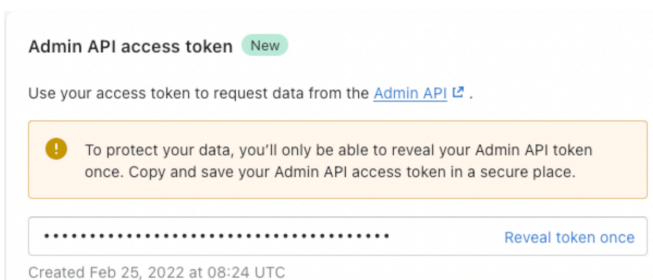 Admin API access token New
Use your access token to request data from the Admin API .
To protect your data, you'll only be able to reveal your Admin API token
once. Copy and save your Admin API access token in a secure place.
•••••••••••••••••••••••••••••••••••••• Reveal token once
Created Feb 25, 2022 at 08:24 UTC